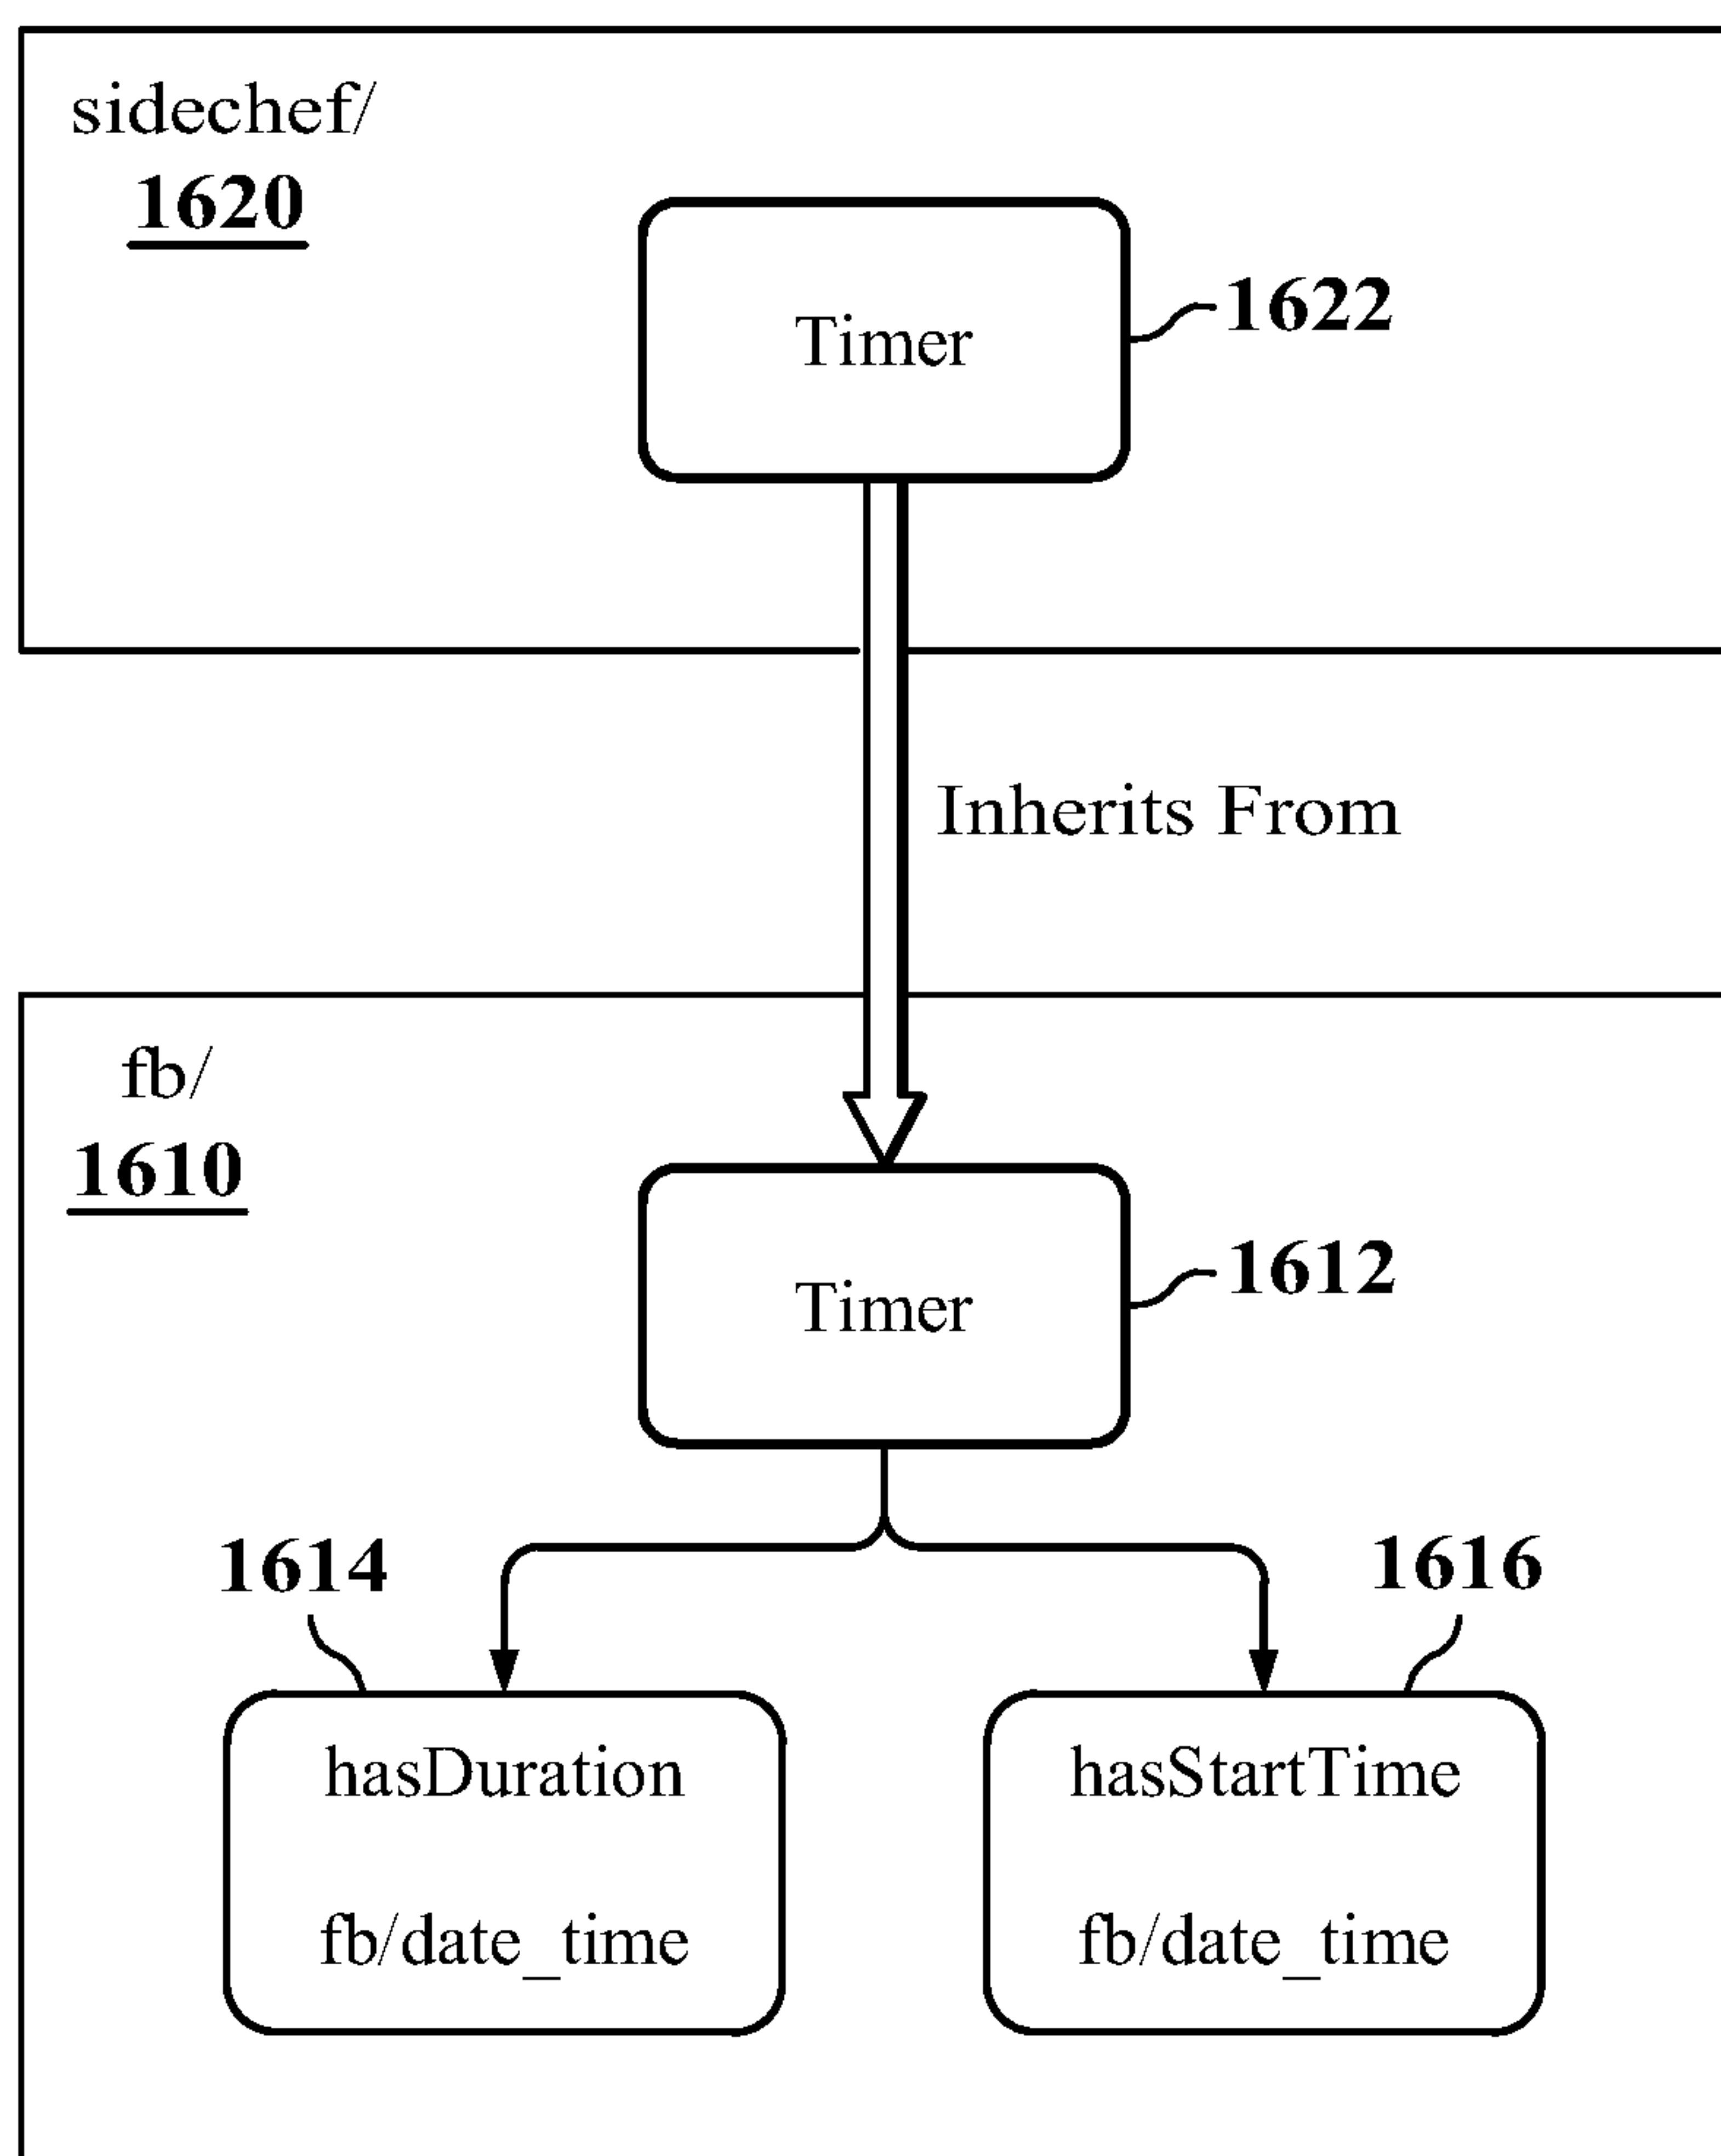 sidechef/
1620
Timer
1622
Inherits From
fb/
1610
Timer
1612
1614
1616
hasDuration
fb/date_time
hasStartTime
fb/date_time